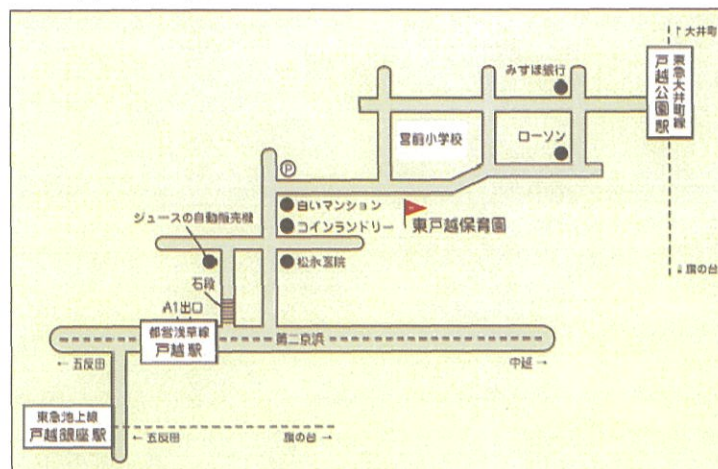 ↑大井町
東急大井町線
戸越公園駅
みずほ銀行
宮前小学校
ローソン
P
白いマンション
コインランドリー
東戸越保育園
ジュースの自動販売機
松永医院
石段
A1出口
↓旗の台
都営浅草線
戸越駅
第二京浜
←五反田
中延→
東急池上線
戸越銀座駅
←五反田
旗の台→